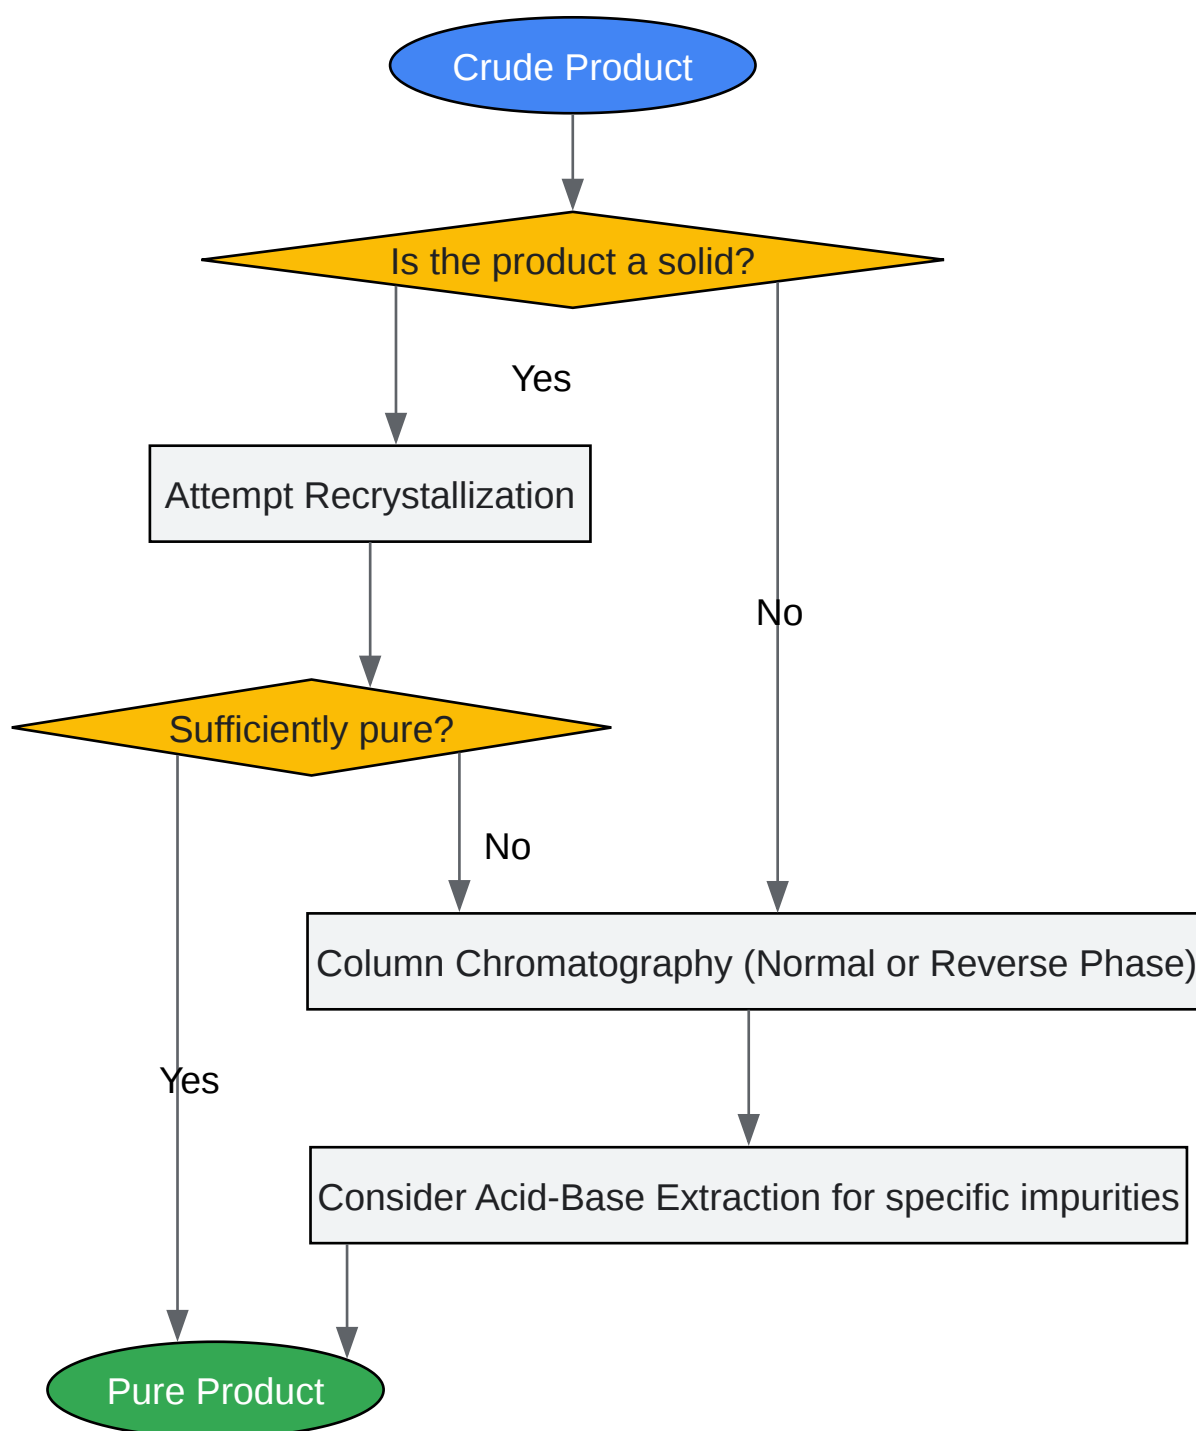 Crude Product
Is the product a solid?
Yes
Attempt Recrystallization
No
Sufficiently pure?
No
Column Chromatography (Normal or Reverse Phase)
Yes
Consider Acid-Base Extraction for specific impurities
Pure Product